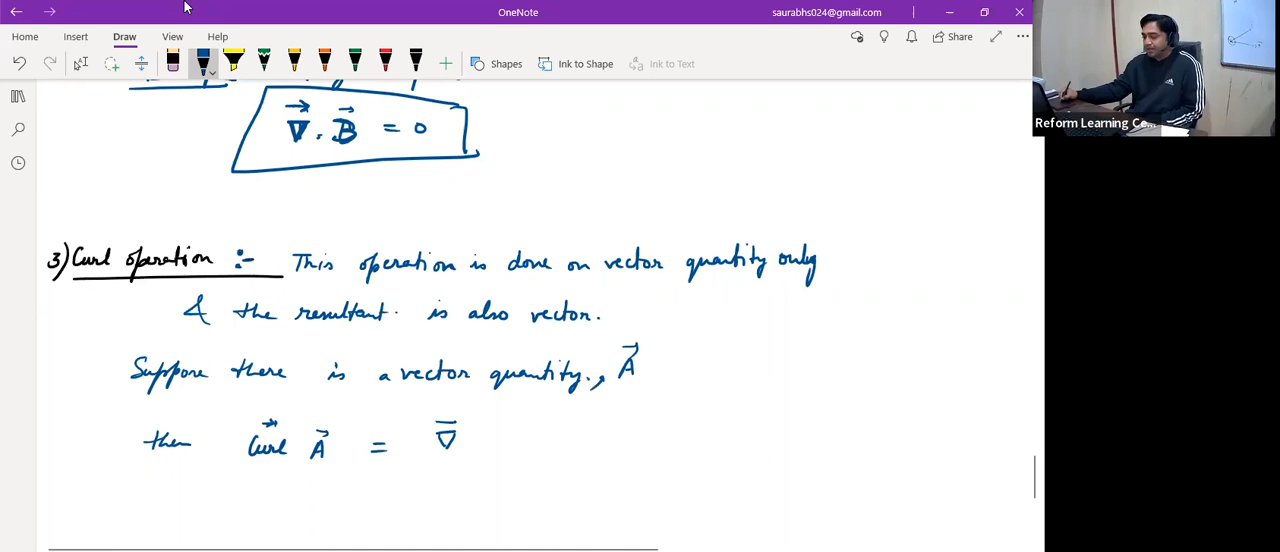 OneNote
saurabhs024@gmail.com
Home Insert Draw View Help Share
Shapes Ink to Shape Ink to Text
∇⃗ . B⃗ = 0
Reform Learning Ce...
3) Curl operation :- This operation is done on vector quantity only
& the resultant. is also vector.
Suppose there is a vector quantity., A⃗
then Curl A⃗ = ∇